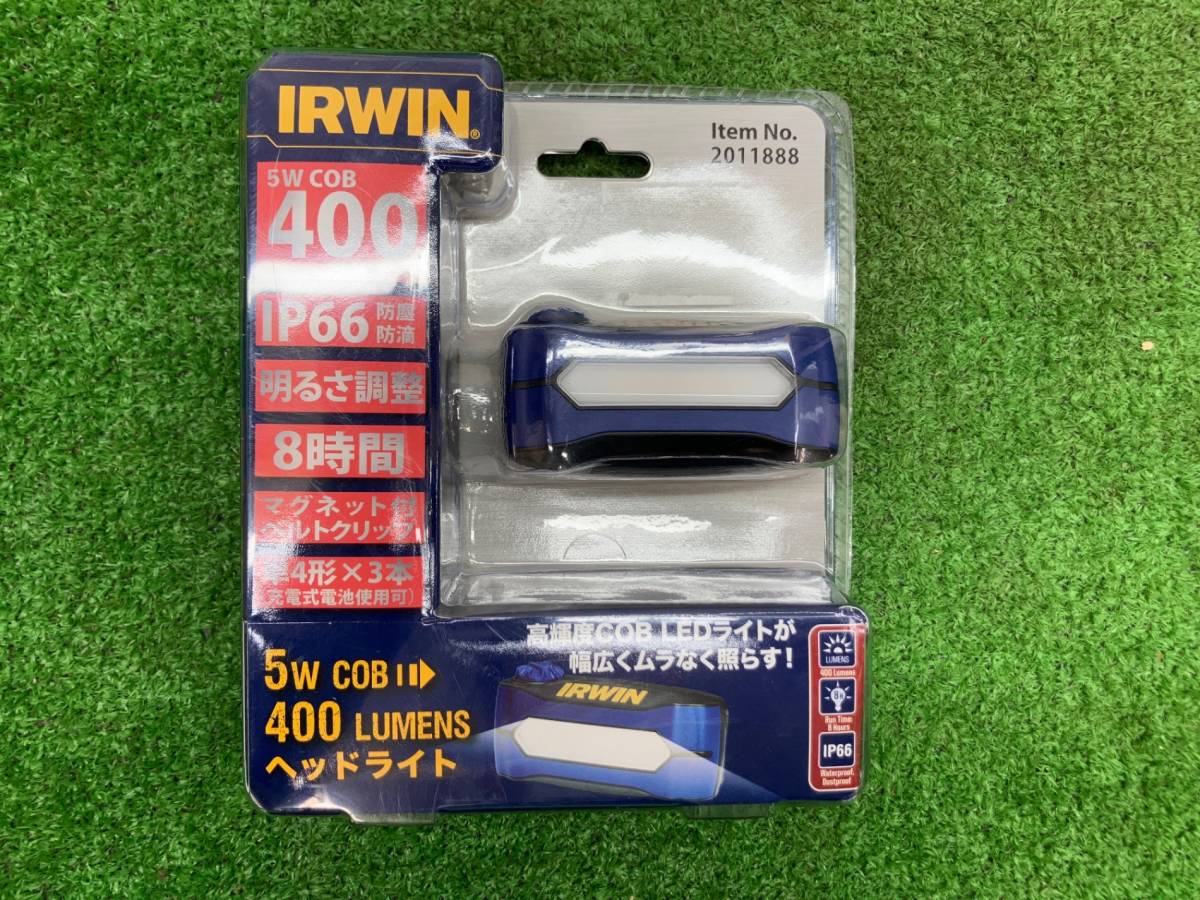 IRWIN®
Item No.
2011888
5W COB
400
IP66 防塵
防滴
明るさ調整
8時間
マグネット付
ベルトクリップ
単4形×3本
(充電式電池使用可)
高輝度COB LEDライトが
幅広くムラなく照らす!
5W COB
400 LUMENS
ヘッドライト
IRWIN
LUMENS
400 Lumens
8h
Run Time:
8 Hours
IP66
Waterproof,
Dustproof